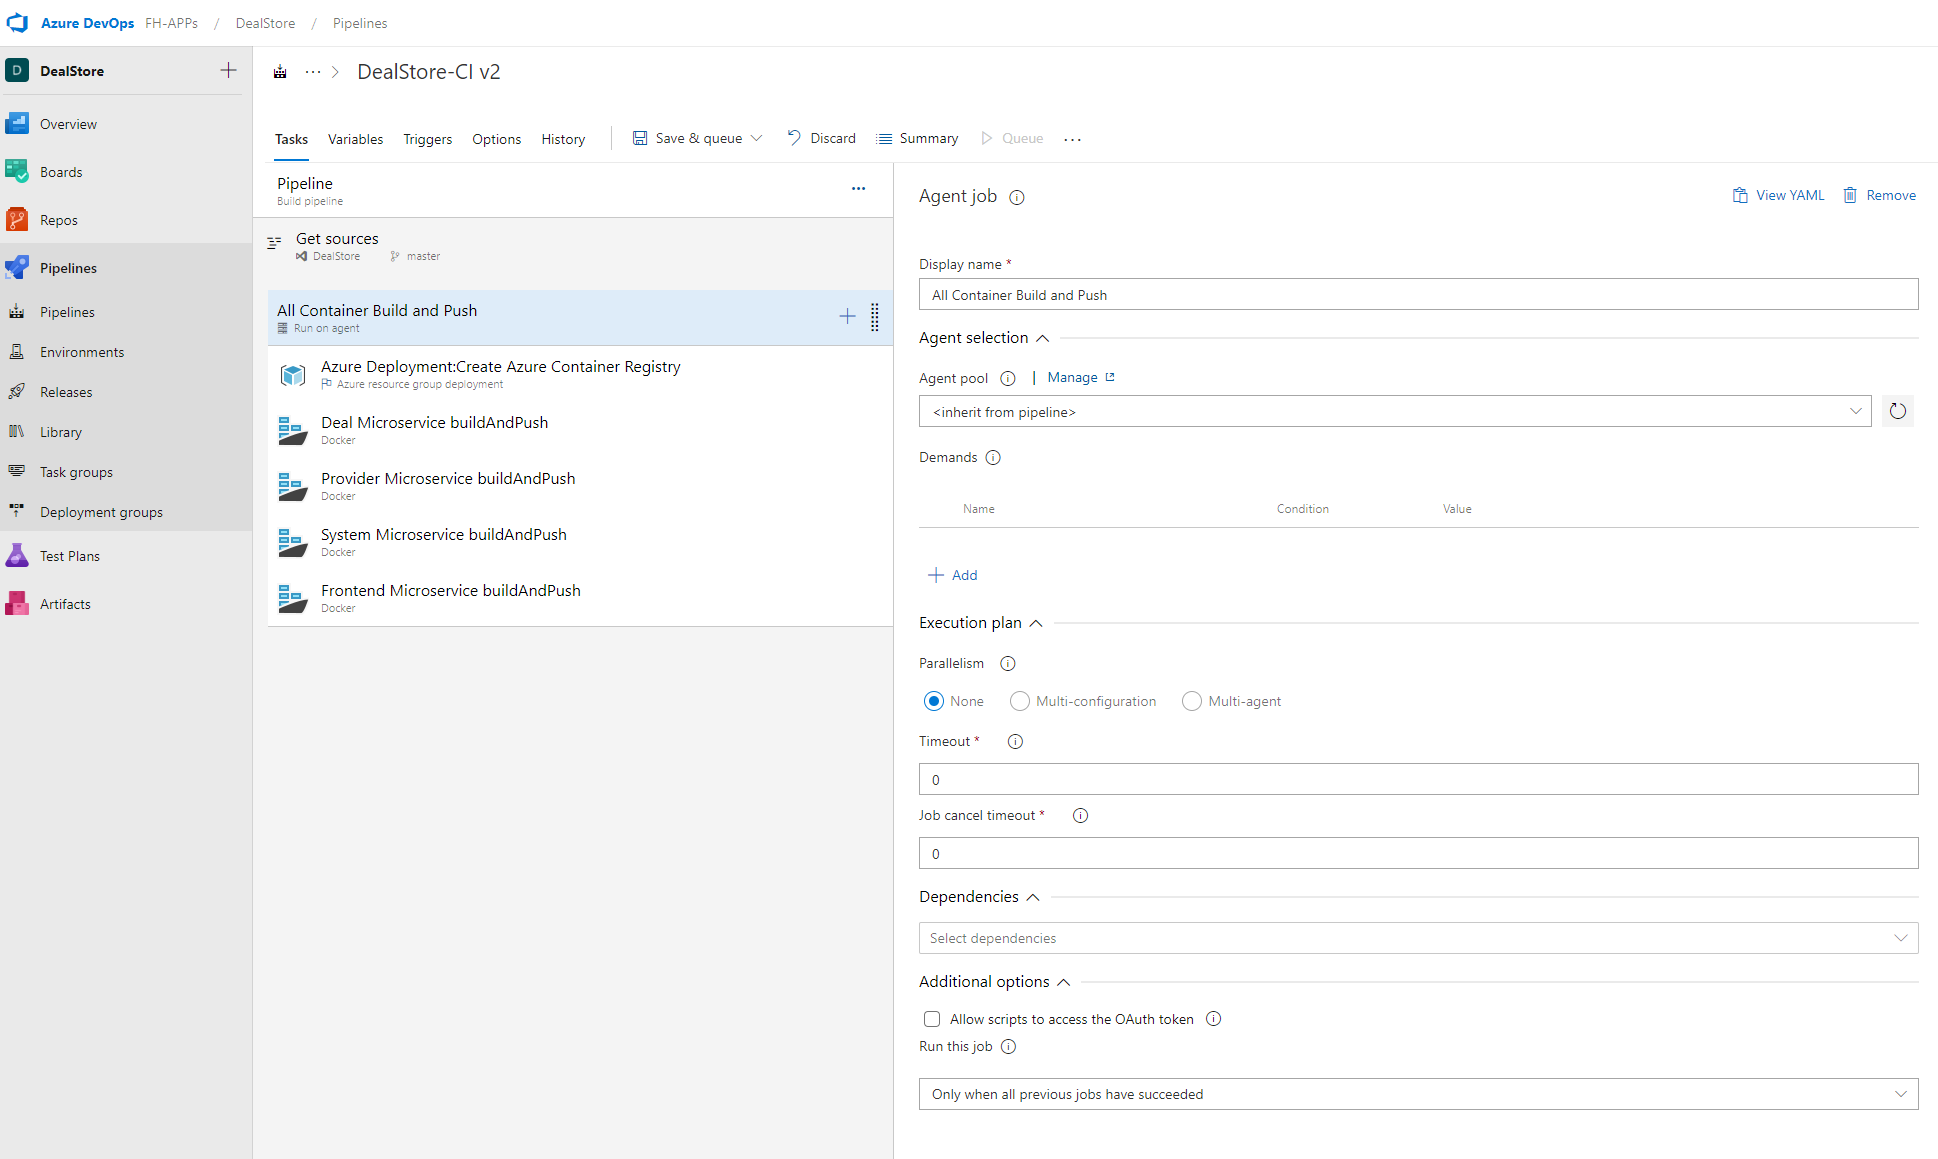 Azure DevOps FH-APPs / DealStore / Pipelines
D DealStore
Overview
Boards
Repos
Pipelines
Pipelines
Environments
Releases
Library
Task groups
Deployment groups
Test Plans
Artifacts
··· > DealStore-CI v2
Tasks Variables Triggers Options History Save & queue Discard Summary Queue ···
Pipeline
Build pipeline
···
Get sources
DealStore master
All Container Build and Push
Run on agent
Azure Deployment:Create Azure Container Registry
Azure resource group deployment
Deal Microservice buildAndPush
Docker
Provider Microservice buildAndPush
Docker
System Microservice buildAndPush
Docker
Frontend Microservice buildAndPush
Docker
Agent job View YAML Remove
Display name *
All Container Build and Push
Agent selection
Agent pool | Manage
<inherit from pipeline>
Demands
Name Condition Value
Add
Execution plan
Parallelism
None Multi-configuration Multi-agent
Timeout *
0
Job cancel timeout *
0
Dependencies
Select dependencies
Additional options
Allow scripts to access the OAuth token
Run this job
Only when all previous jobs have succeeded